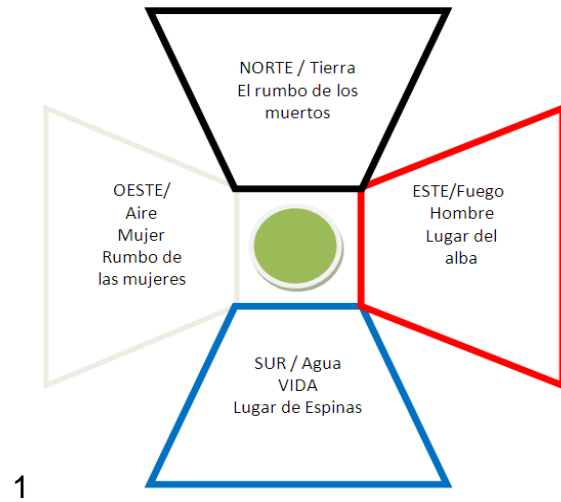 NORTE / Tierra
El rumbo de los
muertos
OESTE/
Aire
Mujer
Rumbo de
las mujeres
ESTE/Fuego
Hombre
Lugar del
alba
SUR / Agua
VIDA
Lugar de Espinas
1